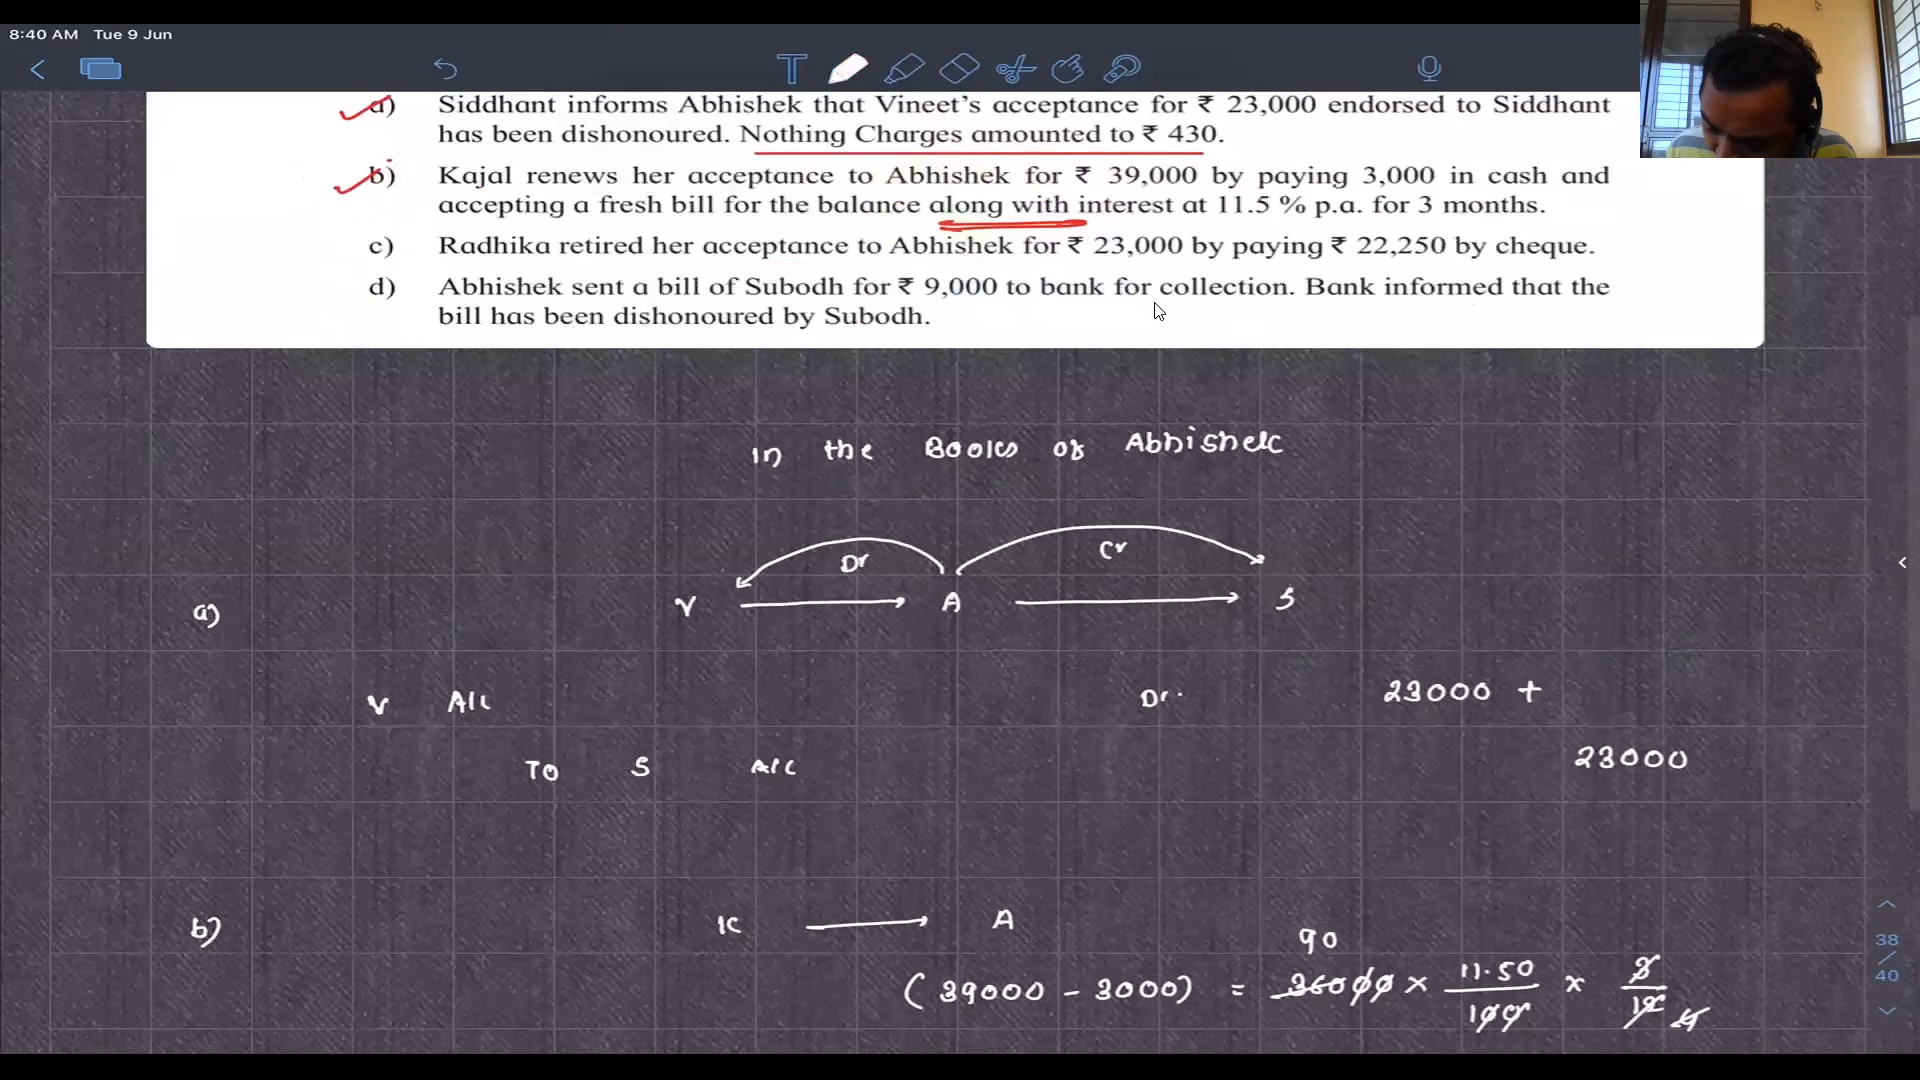 8:40 AM Tue 9 Jun
a) Siddhant informs Abhishek that Vineet's acceptance for ₹ 23,000 endorsed to Siddhant
has been dishonoured. Nothing Charges amounted to ₹ 430.
b) Kajal renews her acceptance to Abhishek for ₹ 39,000 by paying 3,000 in cash and
accepting a fresh bill for the balance along with interest at 11.5 % p.a. for 3 months.
c) Radhika retired her acceptance to Abhishek for ₹ 23,000 by paying ₹ 22,250 by cheque.
d) Abhishek sent a bill of Subodh for ₹ 9,000 to bank for collection. Bank informed that the
bill has been dishonoured by Subodh.
In the Books of Abhishek
Dr Cr
a) V A S
V A/c Dr. 23000 +
To S A/c 23000
b) K A
90
(39000 - 3000) = 36000 × 11.50/100 × 3/12 4
38
/
40